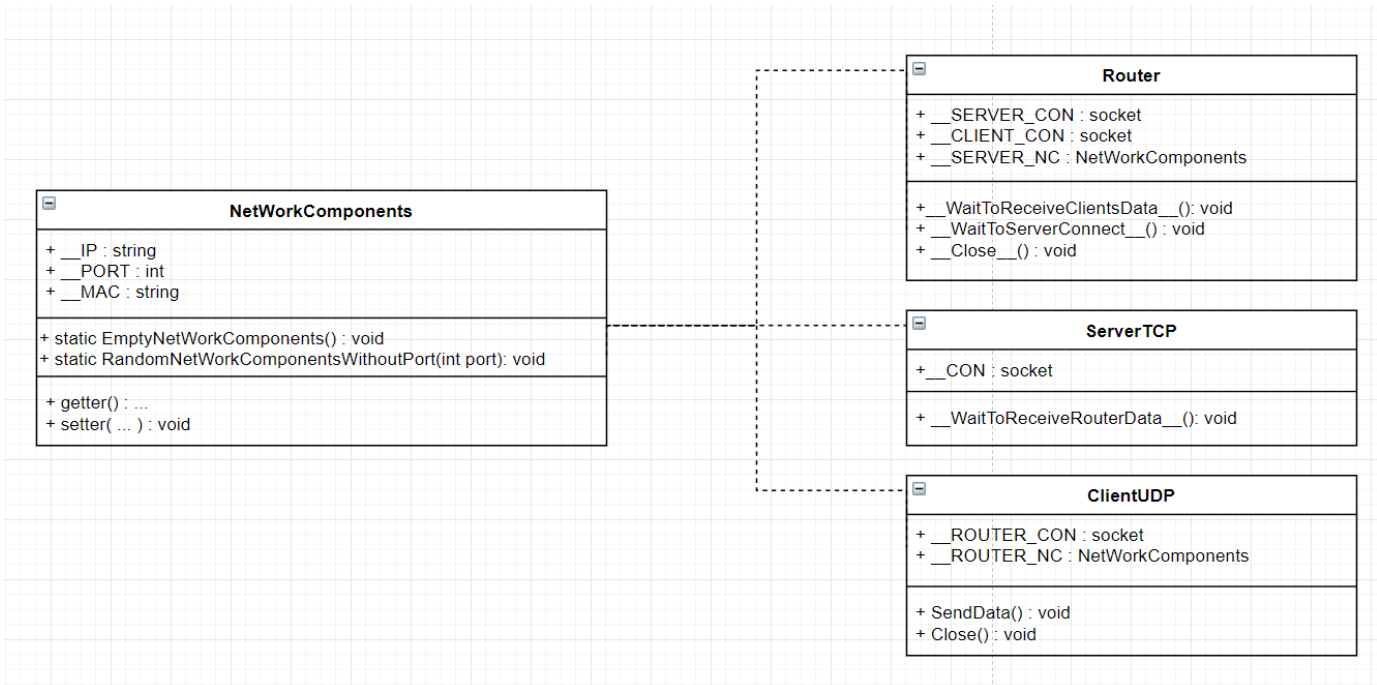 NetWorkComponents
+ __IP : string
+ __PORT : int
+ __MAC : string
+ static EmptyNetWorkComponents() : void
+ static RandomNetWorkComponentsWithoutPort(int port): void
+ getter() : ...
+ setter( ... ) : void
Router
+ __SERVER_CON : socket
+ __CLIENT_CON : socket
+ __SERVER_NC : NetWorkComponents
+__WaitToReceiveClientsData__(): void
+ __WaitToServerConnect__() : void
+ __Close__() : void
ServerTCP
+__CON : socket
+ __WaitToReceiveRouterData__(): void
ClientUDP
+ __ROUTER_CON : socket
+ __ROUTER_NC : NetWorkComponents
+ SendData() : void
+ Close() : void